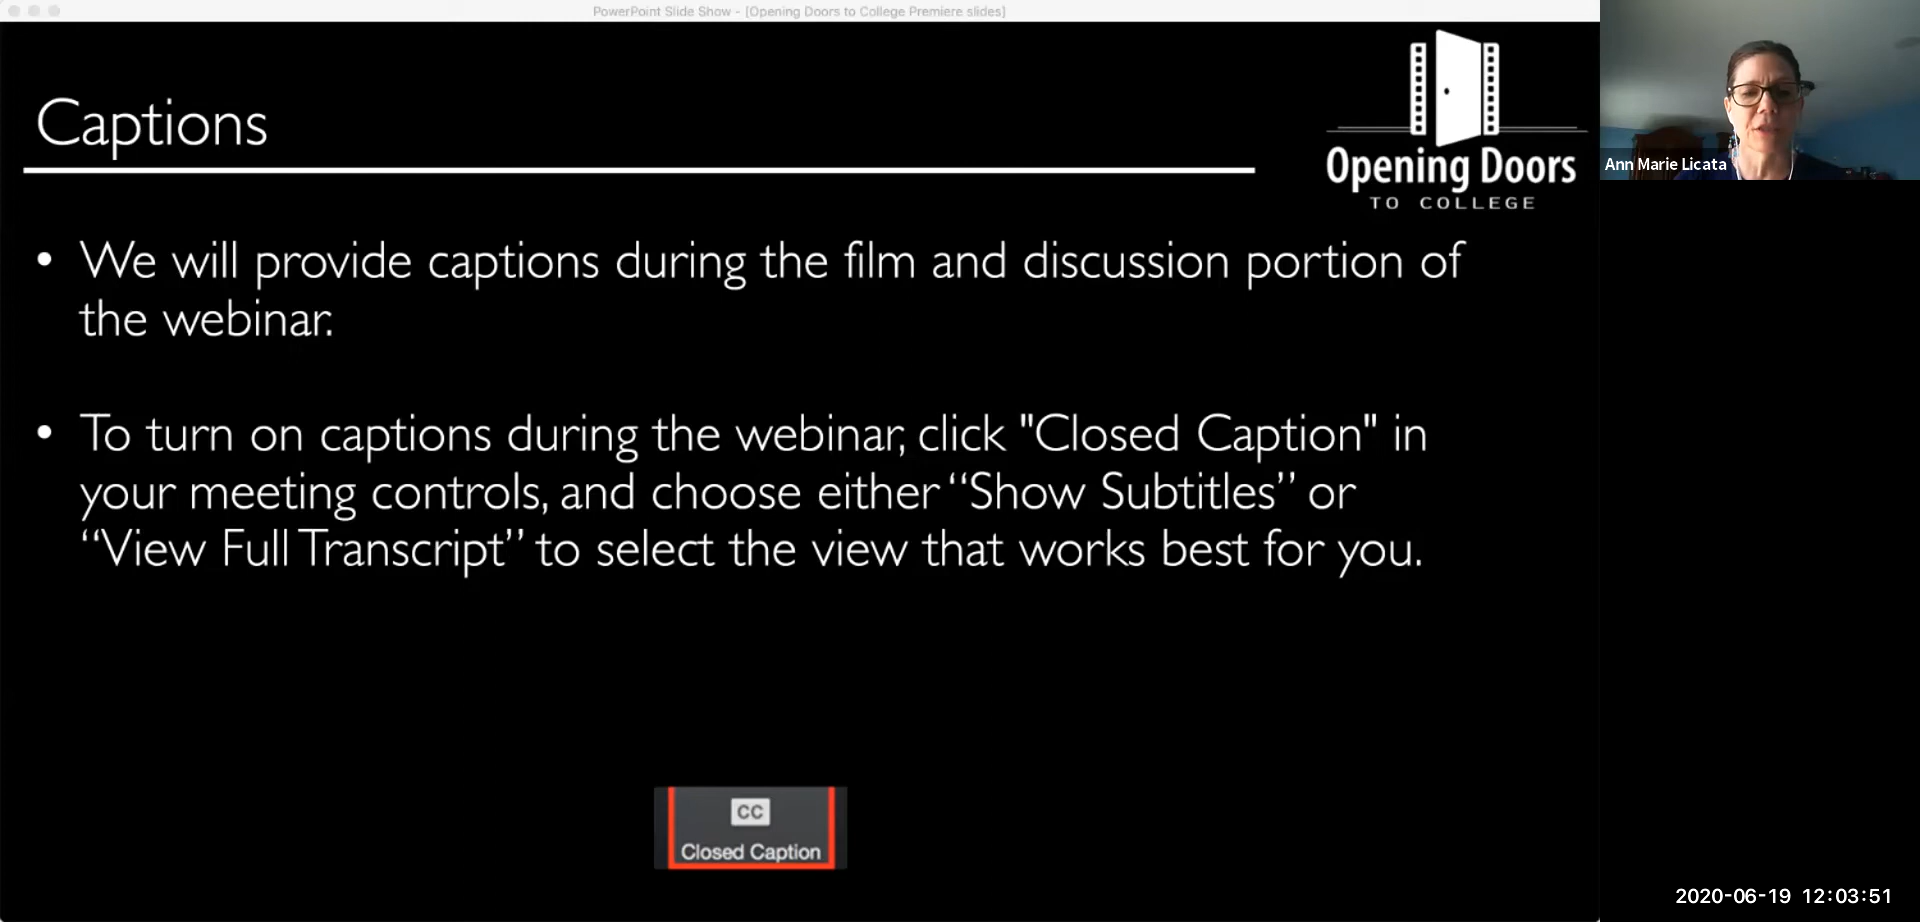 PowerPoint Slide Show - [Opening Doors to College Premiere slides]
Captions
Opening Doors
TO COLLEGE
Ann Marie Licata
• We will provide captions during the film and discussion portion of
the webinar.
• To turn on captions during the webinar, click "Closed Caption" in
your meeting controls, and choose either “Show Subtitles” or
“View Full Transcript” to select the view that works best for you.
CC
Closed Caption
2020-06-19 12:03:51